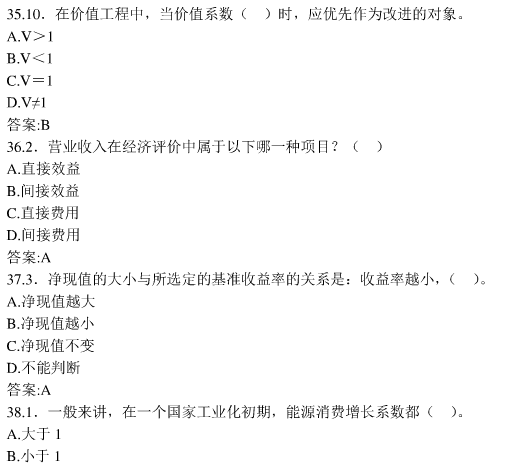 35.10．在价值工程中，当价值系数（　）时，应优先作为改进的对象。
A.V＞1
B.V＜1
C.V＝1
D.V≠1
答案:B
36.2．营业收入在经济评价中属于以下哪一种项目？（　）
A.直接效益
B.间接效益
C.直接费用
D.间接费用
答案:A
37.3．净现值的大小与所选定的基准收益率的关系是：收益率越小，（　）。
A.净现值越大
B.净现值越小
C.净现值不变
D.不能判断
答案:A
38.1．一般来讲，在一个国家工业化初期，能源消费增长系数都（　）。
A.大于 1
B.小于 1